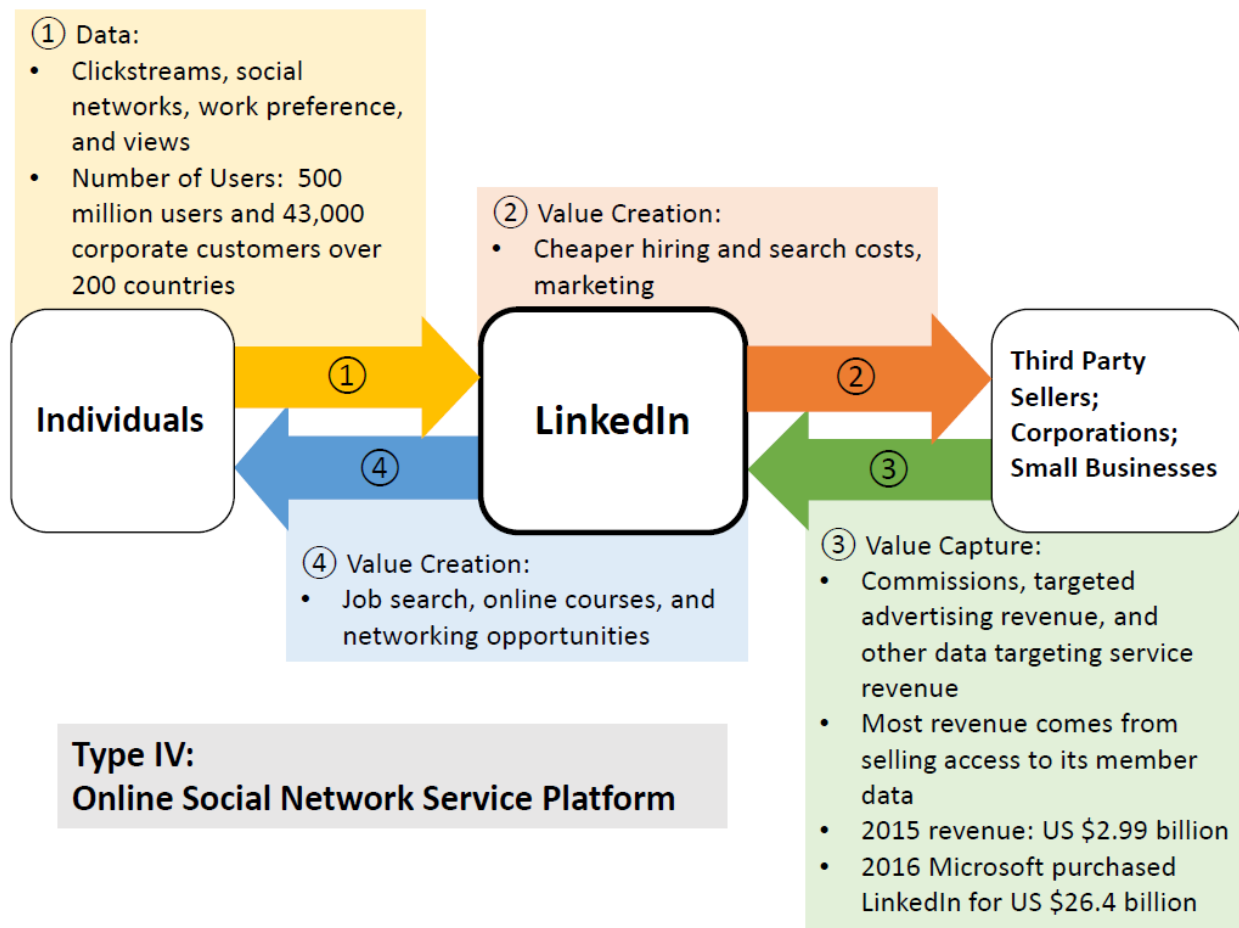 ① Data:
• Clickstreams, social
networks, work preference,
and views
• Number of Users: 500
million users and 43,000
corporate customers over
200 countries
② Value Creation:
• Cheaper hiring and search costs,
marketing
Individuals
①
④
LinkedIn
②
③
Third Party
Sellers;
Corporations;
Small Businesses
④ Value Creation:
• Job search, online courses, and
networking opportunities
③ Value Capture:
• Commissions, targeted
advertising revenue, and
other data targeting service
revenue
• Most revenue comes from
selling access to its member
data
• 2015 revenue: US $2.99 billion
• 2016 Microsoft purchased
LinkedIn for US $26.4 billion
Type IV:
Online Social Network Service Platform